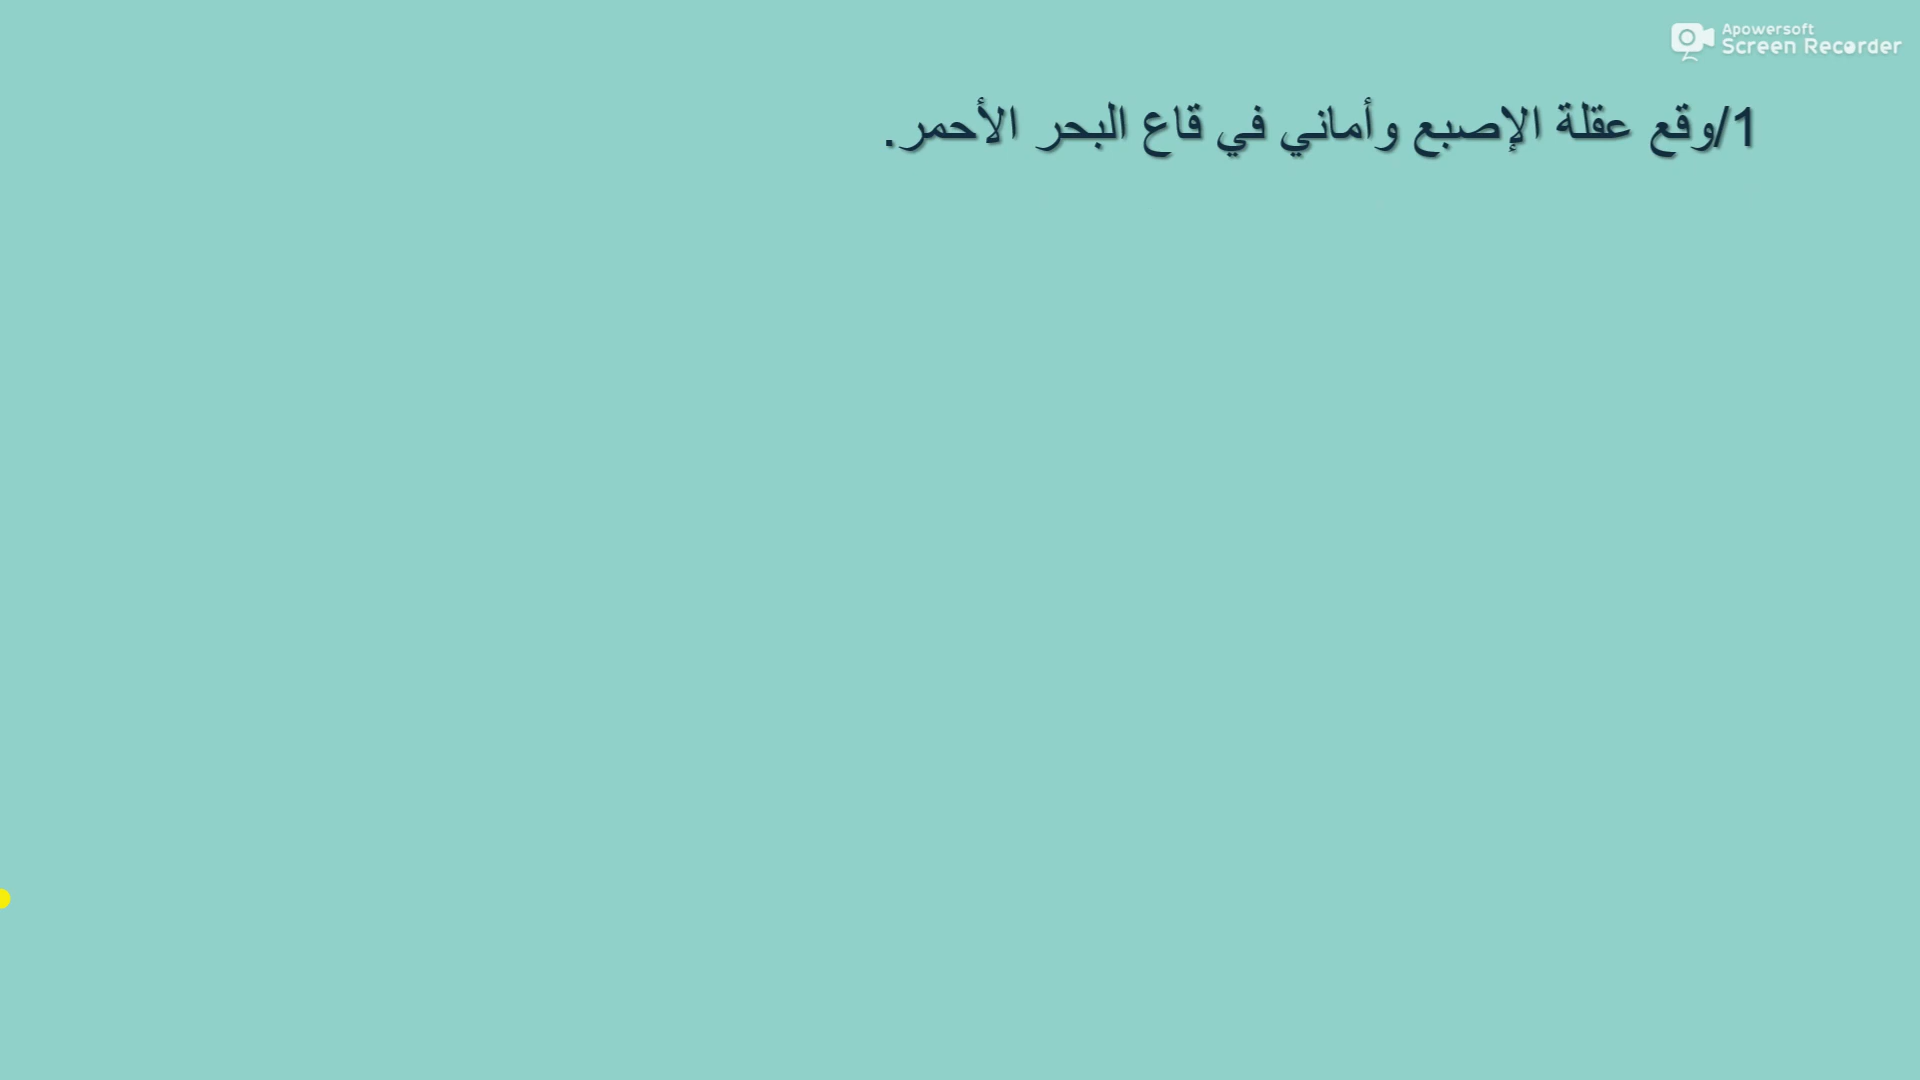 Apowersoft
Screen Recorder
1/وقع عقلة الإصبع وأماني في قاع البحر الأحمر.